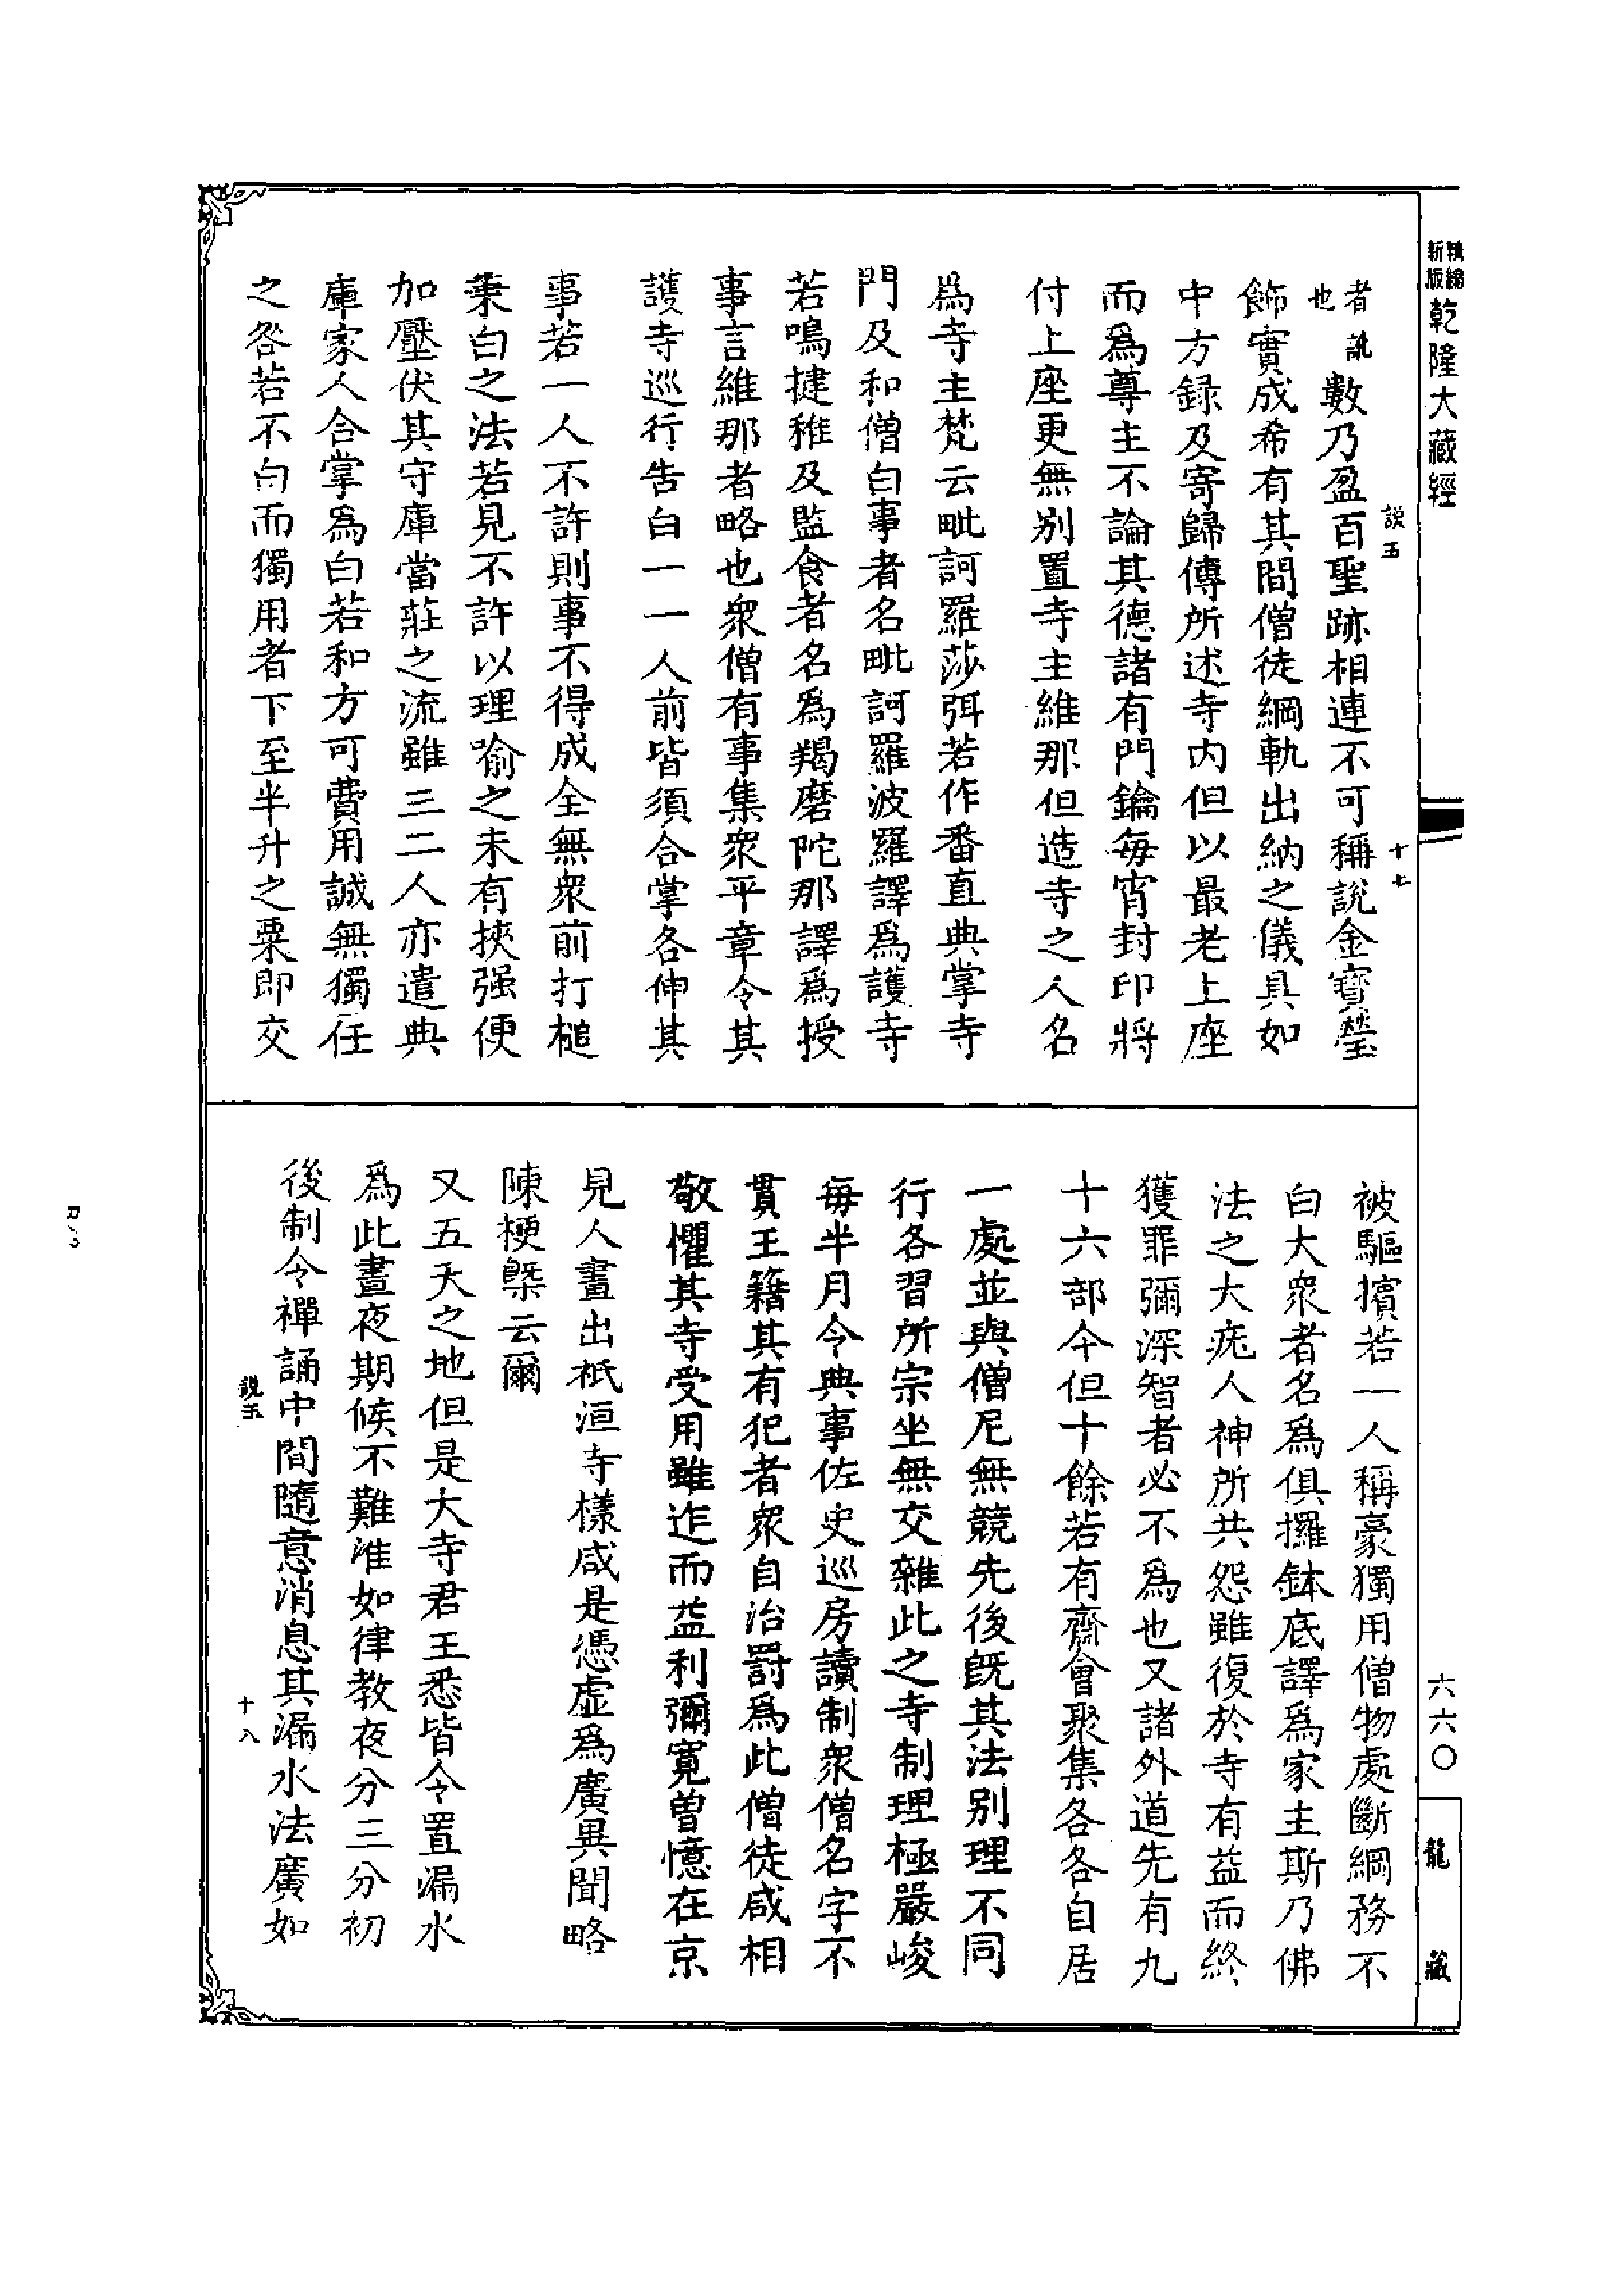 精縮新版乾隆大藏經
說五 十七
者訛也數乃盈百聖跡相連不可稱說金寶瑩
飾實成希有其間僧徒綱軌出納之儀具如
中方録及寄歸傳所述寺内但以最老上座
而爲尊主不論其德諸有門鑰毎宵封印將
付上座更無别置寺主維那但造寺之人名
爲寺主梵云毗訶羅莎弭若作番直典掌寺
門及和僧白事者名毗訶羅波羅譯爲護寺
若鳴揵稚及監食者名爲羯磨陀那譯爲授
事言維那者略也衆僧有事集衆平章令其
護寺巡行告白一一人前皆須合掌各伸其
事若一人不許則事不得成全無衆前打槌
秉白之法若見不許以理喻之未有挾强便
加壓伏其守庫當莊之流雖三二人亦遣典
庫家人合掌爲白若和方可費用誠無獨任
之咎若不白而獨用者下至半升之粟即交
被驅擯若一人稱豪獨用僧物處斷綱務不
白大衆者名爲俱攞鉢底譯爲家主斯乃佛
法之大疣人神所共怨雖復於寺有益而終
獲罪彌深智者必不爲也又諸外道先有九
十六部今但十餘若有齋會聚集各各自居
一處並與僧尼無競先後旣其法别理不同
行各習所宗坐無交雜此之寺制理極嚴峻
毎半月令典事佐史巡房讀制衆僧名字不
貫王籍其有犯者衆自治罰爲此僧徒咸相
敬懼其寺受用雖迮而益利彌寛曽憶在京
見人畫出祇洹寺樣咸是憑虛爲廣異聞略
陳梗槩云爾
又五天之地但是大寺君王悉皆令置漏水
爲此晝夜期候不難准如律教夜分三分初
後制令禪誦中間隨意消息其漏水法廣如
說五 十八
六六〇
龍藏